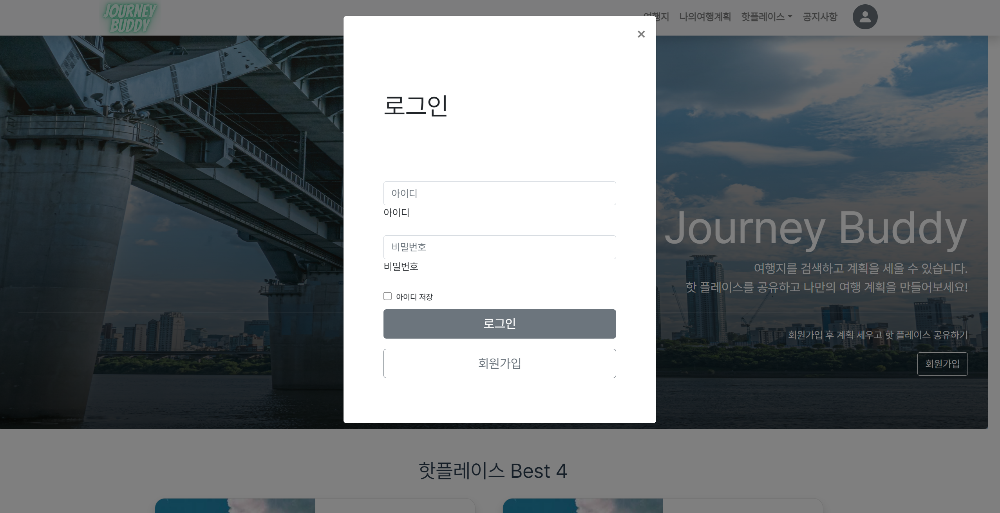 JOURNEY
BUDDY
여행지 나의여행계획 핫플레이스 공지사항
×
로그인
아이디
아이디
비밀번호
비밀번호
아이디 저장
로그인
회원가입
Journey Buddy
여행지를 검색하고 계획을 세울 수 있습니다.
핫 플레이스를 공유하고 나만의 여행 계획을 만들어보세요!
회원가입 후 계획 세우고 핫 플레이스 공유하기
회원가입
핫플레이스 Best 4